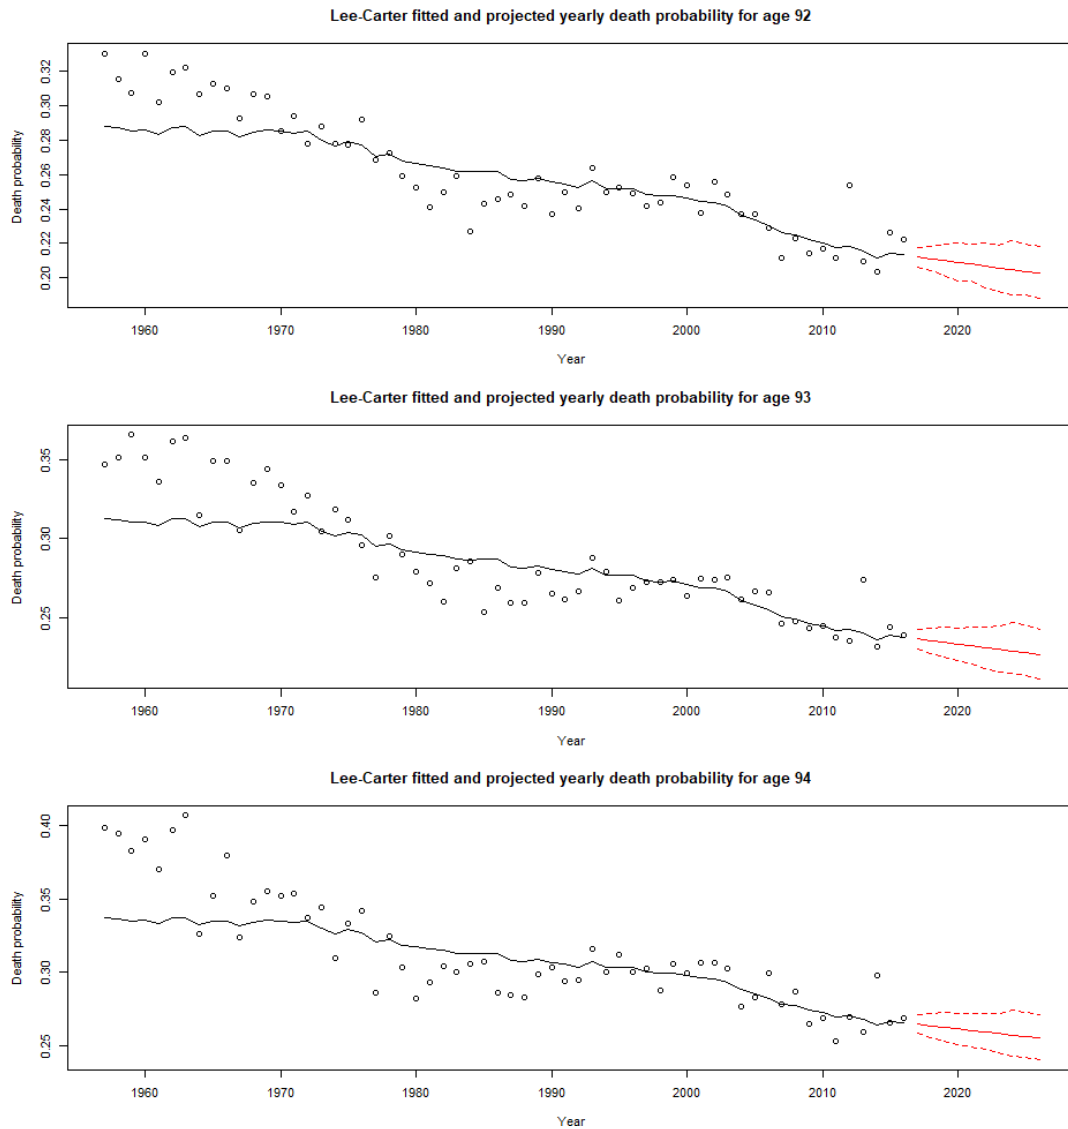 Lee-Carter fitted and projected yearly death probability for age 92
Death probability
0.20 0.22 0.24 0.26 0.28 0.30 0.32
1960 1970 1980 1990 2000 2010 2020
Year
Lee-Carter fitted and projected yearly death probability for age 93
Death probability
0.25 0.30 0.35
1960 1970 1980 1990 2000 2010 2020
Year
Lee-Carter fitted and projected yearly death probability for age 94
Death probability
0.25 0.30 0.35 0.40
1960 1970 1980 1990 2000 2010 2020
Year